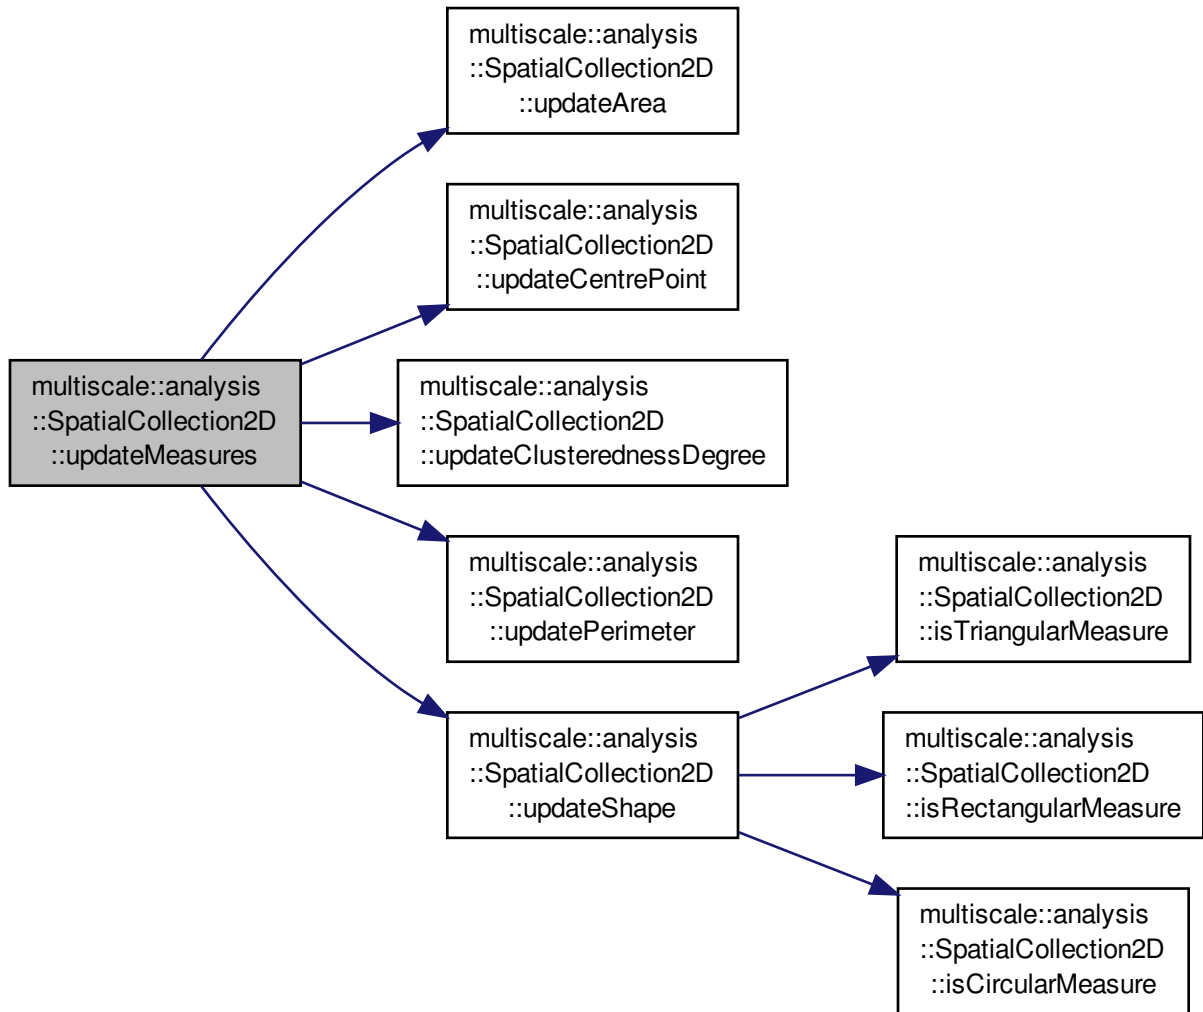 multiscale::analysis
::SpatialCollection2D
::updateArea
multiscale::analysis
::SpatialCollection2D
::updateCentrePoint
multiscale::analysis
::SpatialCollection2D
::updateMeasures
multiscale::analysis
::SpatialCollection2D
::updateClusterednessDegree
multiscale::analysis
::SpatialCollection2D
::updatePerimeter
multiscale::analysis
::SpatialCollection2D
::isTriangularMeasure
multiscale::analysis
::SpatialCollection2D
::updateShape
multiscale::analysis
::SpatialCollection2D
::isRectangularMeasure
multiscale::analysis
::SpatialCollection2D
::isCircularMeasure